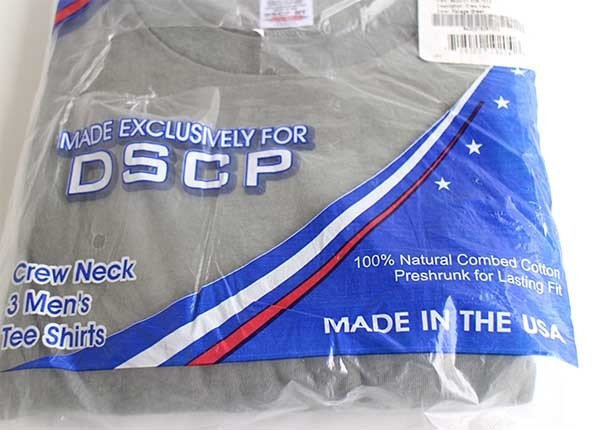 MADE EXCLUSIVELY FOR
DSCP
Crew Neck
3 Men's
Tee Shirts
100% Natural Combed Cotton
Preshrunk for Lasting Fit
MADE IN THE USA